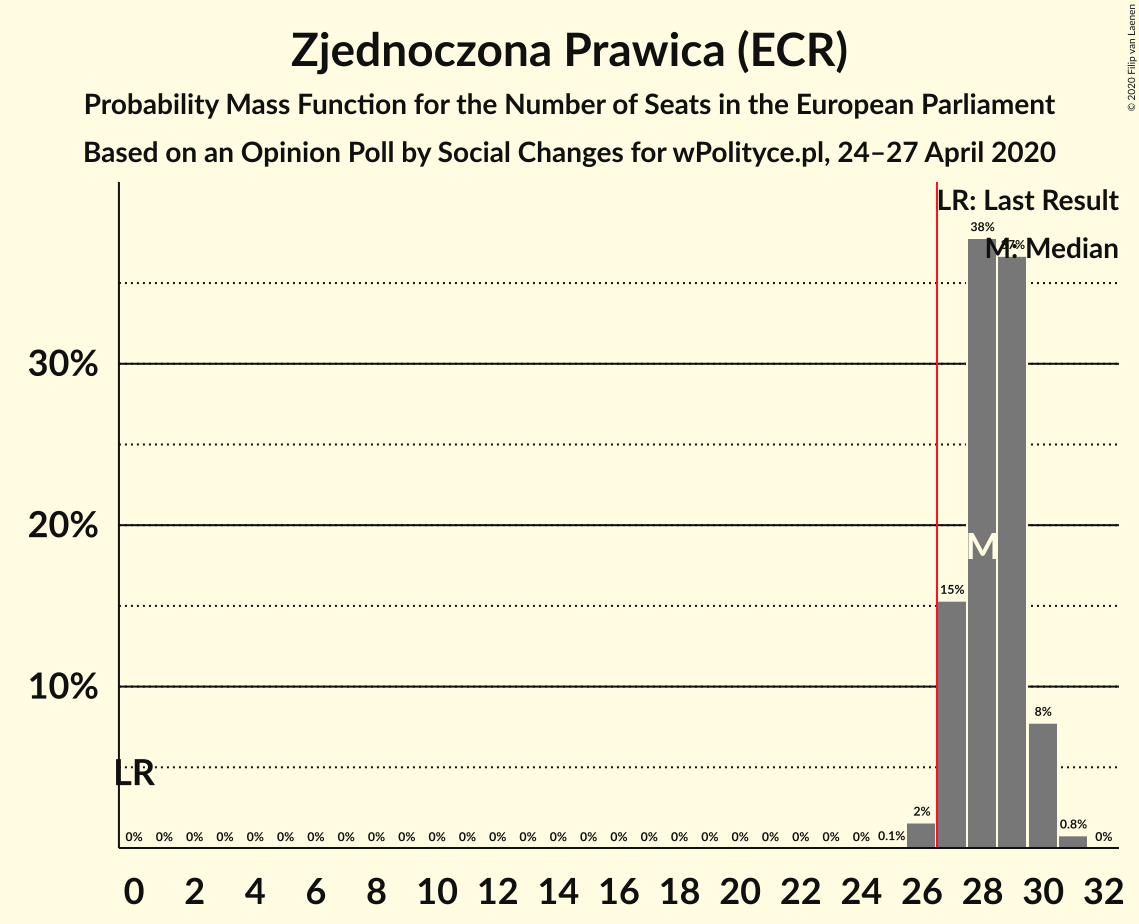 Zjednoczona Prawica (ECR)
Probability Mass Function for the Number of Seats in the European Parliament
Based on an Opinion Poll by Social Changes for wPolityce.pl, 24–27 April 2020
© 2020 Filip van Laenen
LR: Last Result
M: Median
38%
37%
30%
20%
M
15%
10%
8%
LR
2%
0% 0% 0% 0% 0% 0% 0% 0% 0% 0% 0% 0% 0% 0% 0% 0% 0% 0% 0% 0% 0% 0% 0% 0% 0% 0.1% 0.8% 0%
0 2 4 6 8 10 12 14 16 18 20 22 24 26 28 30 32